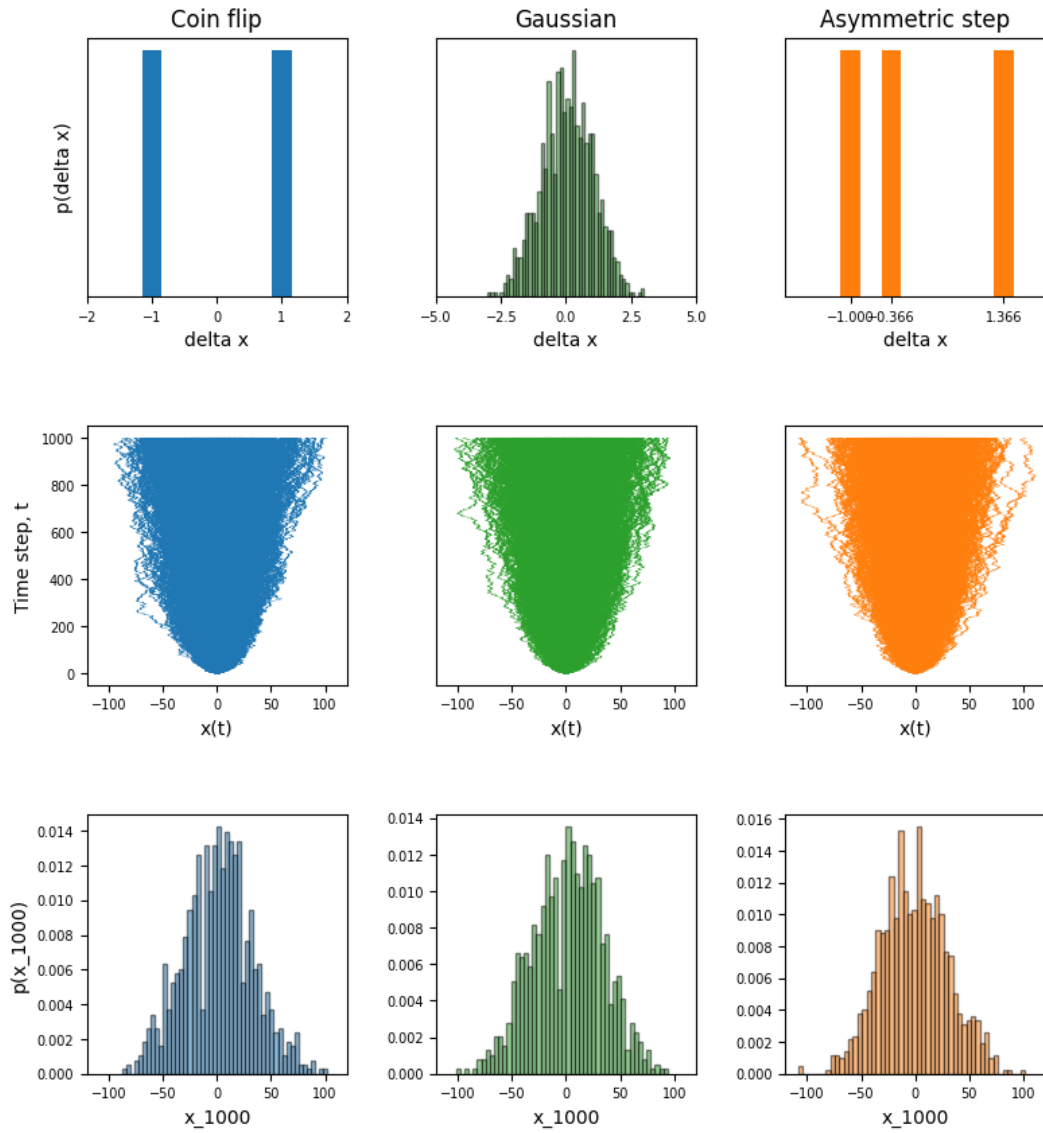 Coin flip Gaussian Asymmetric step
p(delta x)
−2 −1 0 1 2 −5.0 −2.5 0.0 2.5 5.0 −1.000 −0.366 1.366
delta x delta x delta x
Time step, t
1000
800
600
400
200
0
−100 −50 0 50 100 −100 −50 0 50 100 −100 −50 0 50 100
x(t) x(t) x(t)
p(x_1000)
0.016
0.014 0.014 0.014
0.012 0.012 0.012
0.010 0.010 0.010
0.008 0.008 0.008
0.006 0.006 0.006
0.004 0.004 0.004
0.002 0.002 0.002
0.000 0.000 0.000
−100 −50 0 50 100 −100 −50 0 50 100 −100 −50 0 50 100
x_1000 x_1000 x_1000